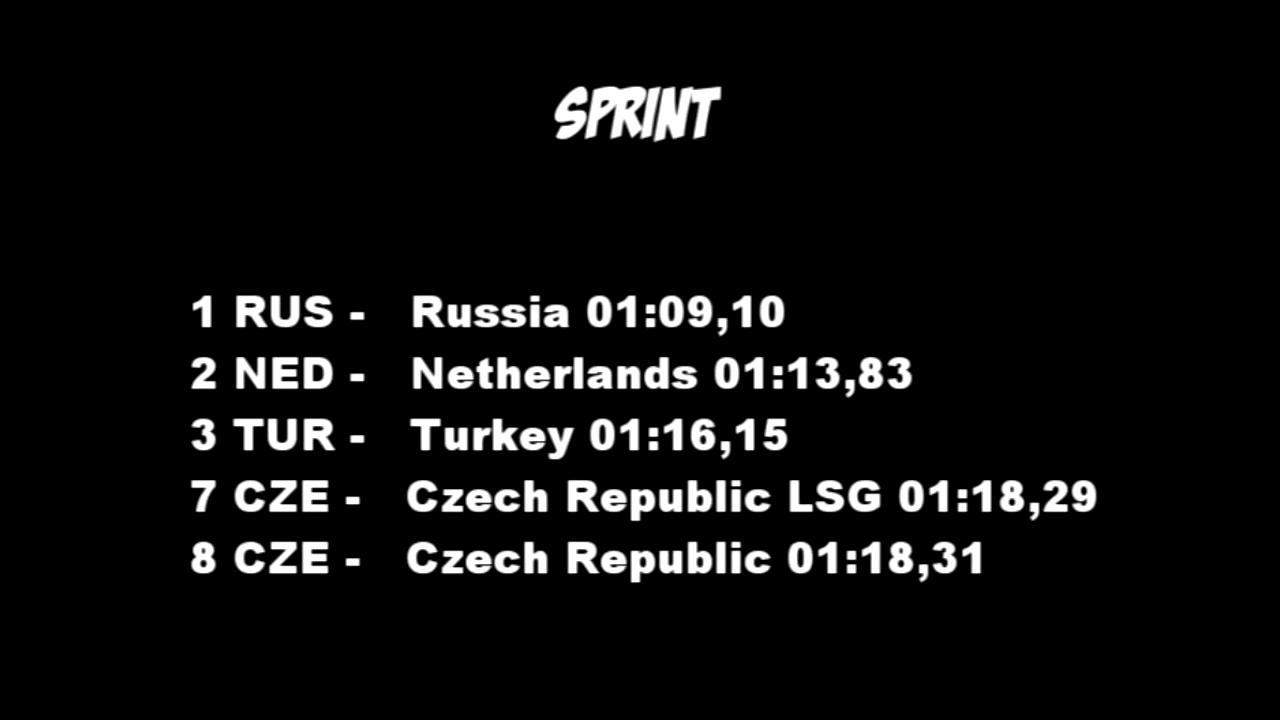 SPRINT
1 RUS - Russia 01:09,10
2 NED - Netherlands 01:13,83
3 TUR - Turkey 01:16,15
7 CZE - Czech Republic LSG 01:18,29
8 CZE - Czech Republic 01:18,31